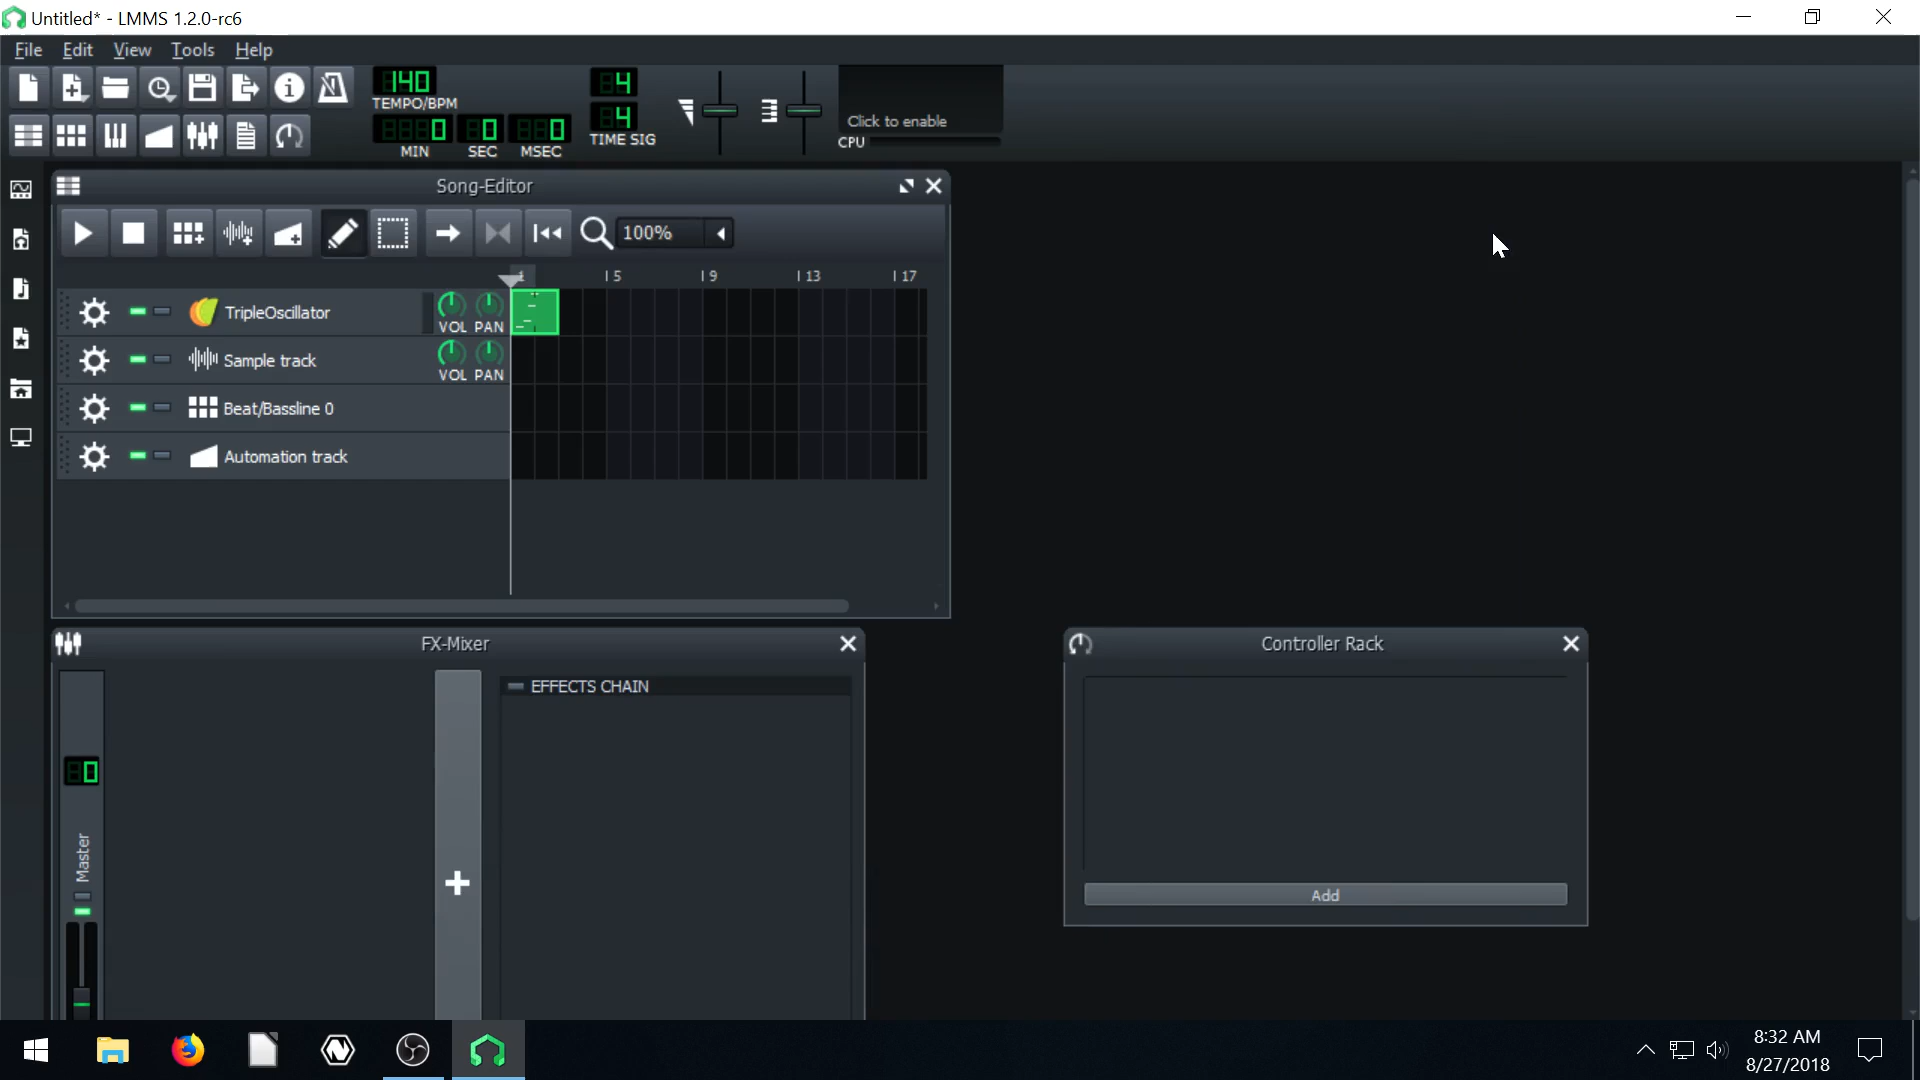 Untitled* - LMMS 1.2.0-rc6
File Edit View Tools Help
140
TEMPO/BPM
0 0 0
MIN SEC MSEC
4
4
TIME SIG
Click to enable
CPU
Song-Editor
100%
1 5 9 13 17
TripleOscillator VOL PAN
Sample track VOL PAN
Beat/Bassline 0
Automation track
FX-Mixer
EFFECTS CHAIN
0
Master
Controller Rack
Add
8:32 AM
8/27/2018